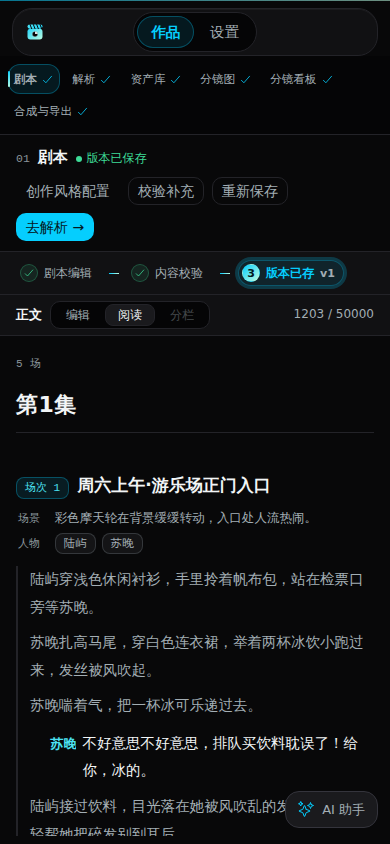 作品 设置
剧本 ✓ 解析 ✓ 资产库 ✓ 分镜图 ✓ 分镜看板 ✓
合成与导出 ✓
01 剧本 版本已保存
创作风格配置 校验补充 重新保存
去解析 →
剧本编辑 — 内容校验 — 3 版本已存 v1
正文 编辑 阅读 分栏 1203 / 50000
5 场
第1集
场次 1 周六上午·游乐场正门入口
场景 彩色摩天轮在背景缓缓转动，入口处人流热闹。
人物 陆屿 苏晚
陆屿穿浅色休闲衬衫，手里拎着帆布包，站在检票口
旁等苏晚。
苏晚扎高马尾，穿白色连衣裙，举着两杯冰饮小跑过
来，发丝被风吹起。
苏晚喘着气，把一杯冰可乐递过去。
苏晚 不好意思不好意思，排队买饮料耽误了！给
你，冰的。
陆屿接过饮料，目光落在她被风吹乱的发
轻帮她把碎发别到耳后
AI 助手